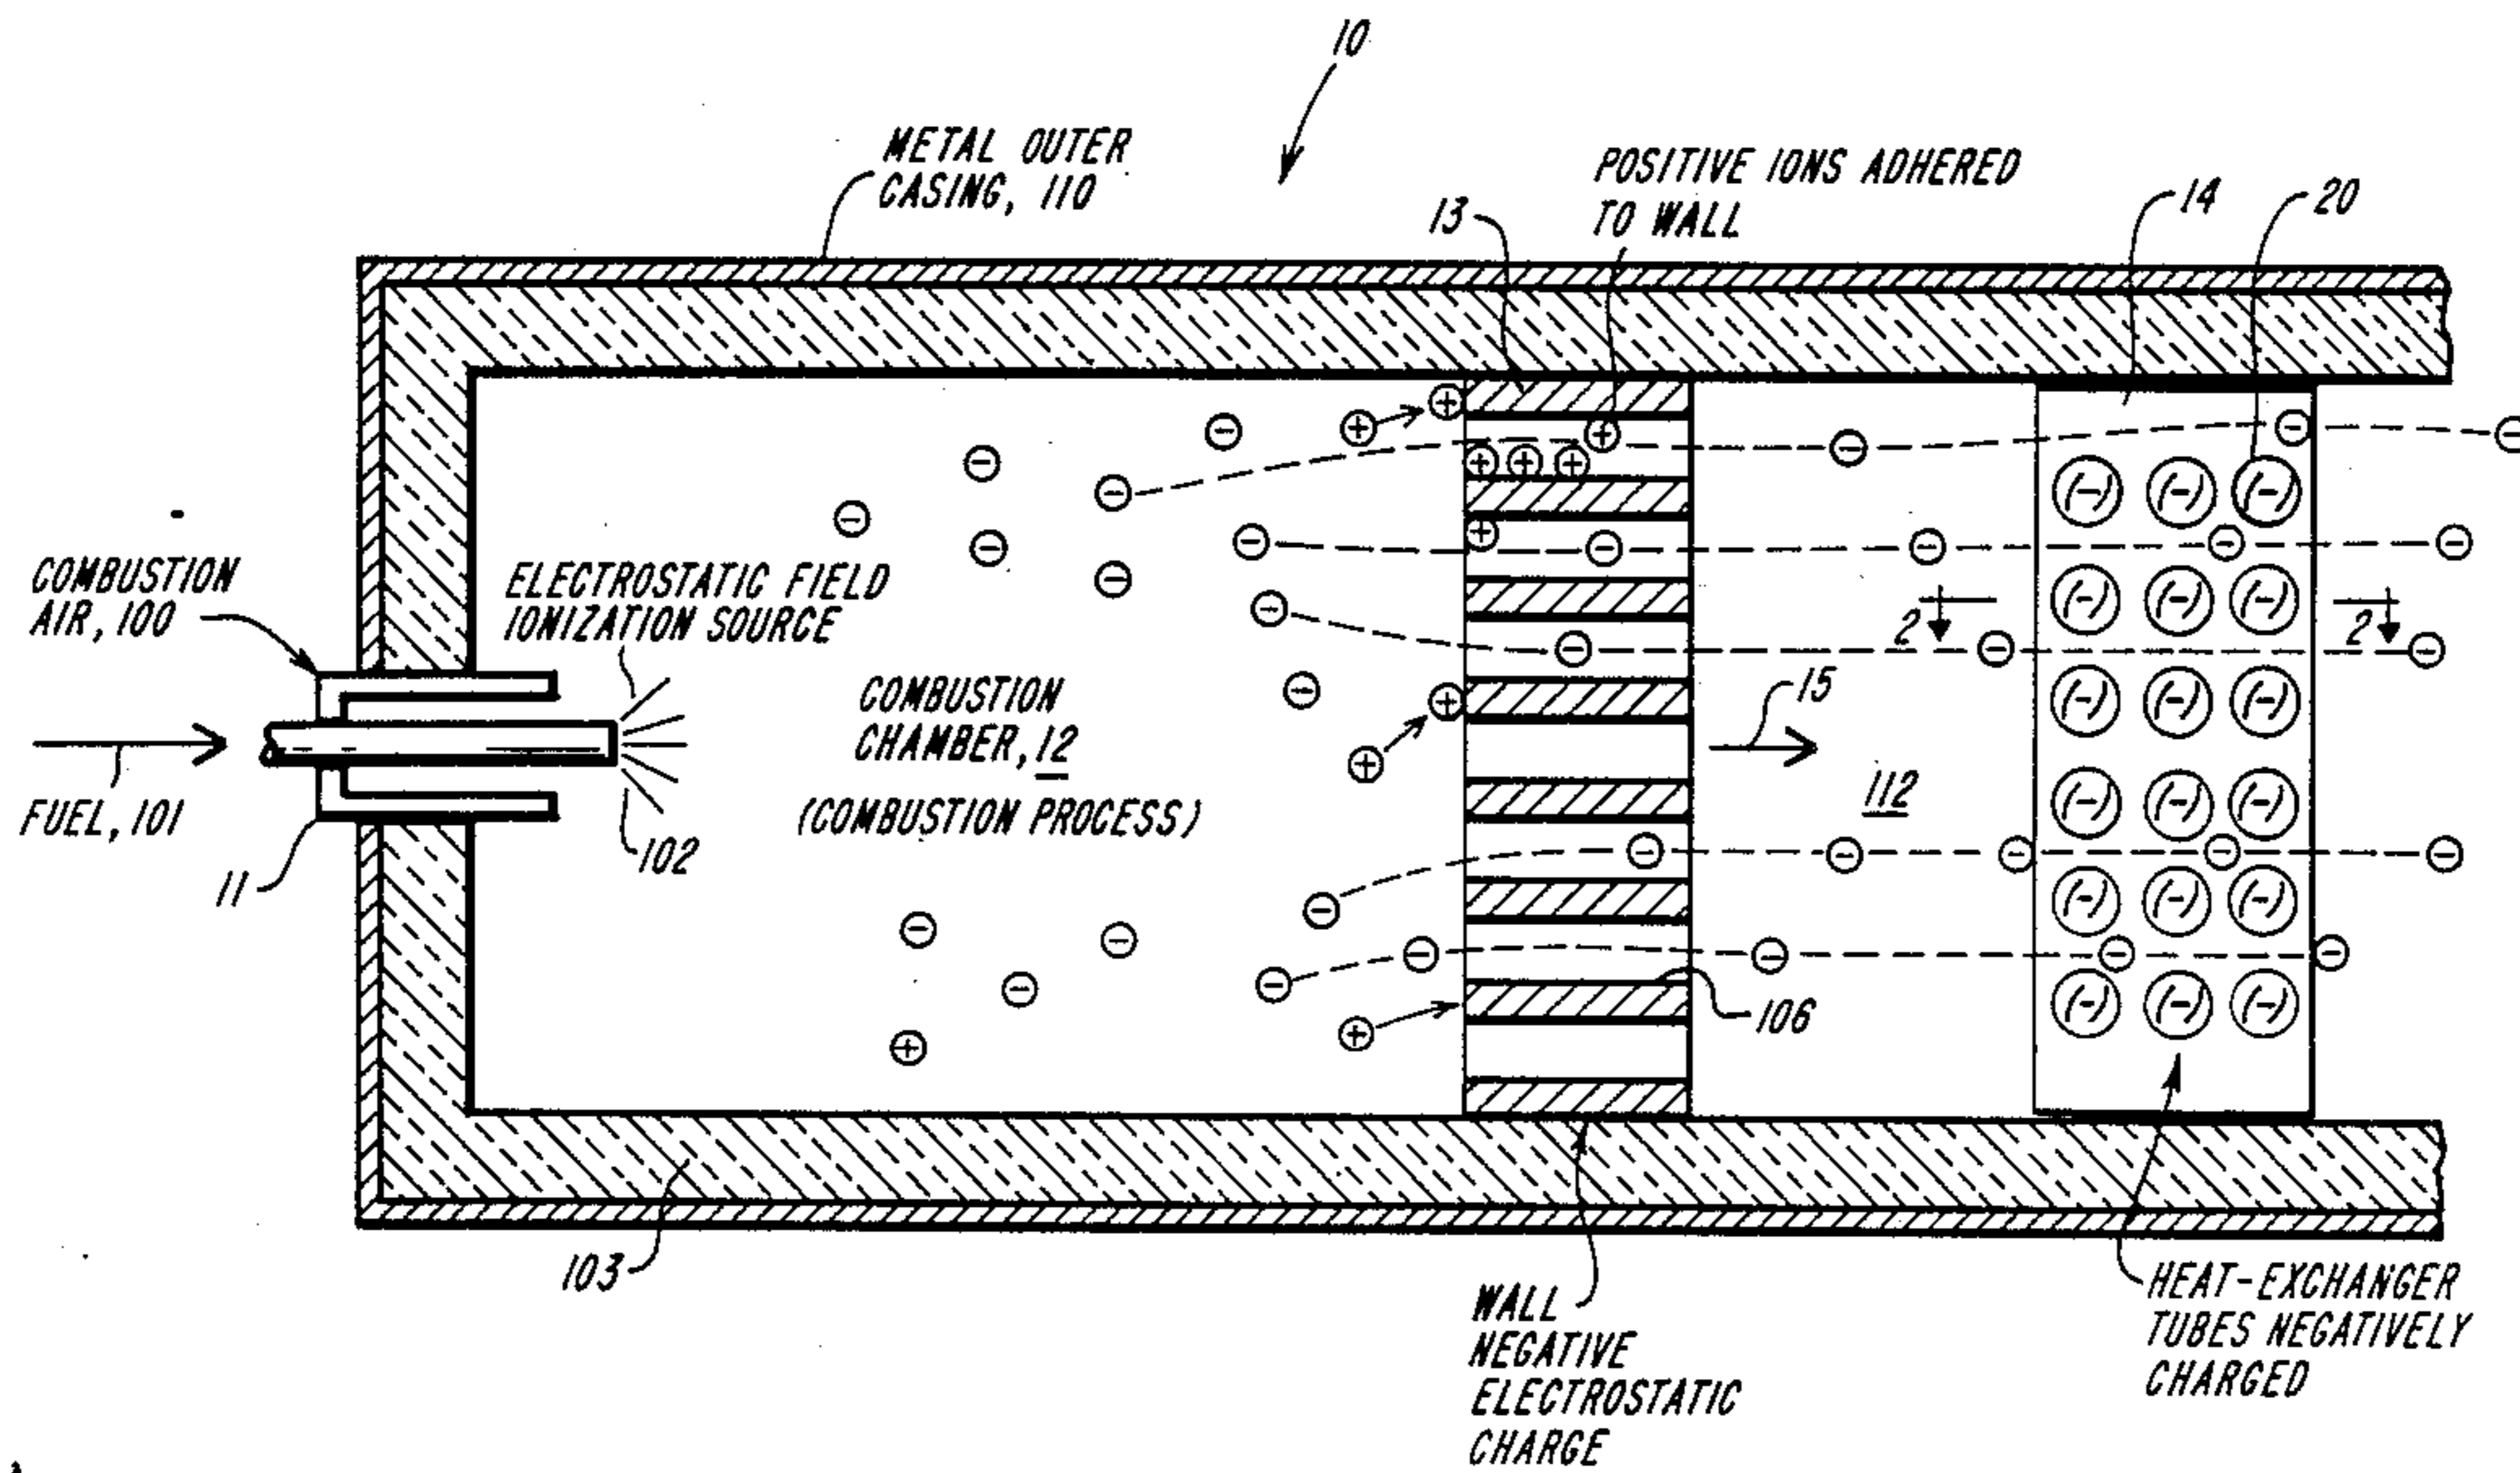 10
METAL OUTER
CASING, 110
POSITIVE IONS ADHERED
TO WALL
13
14
20
COMBUSTION
AIR, 100
ELECTROSTATIC FIELD
IONIZATION SOURCE
COMBUSTION
CHAMBER, 12
(COMBUSTION PROCESS)
FUEL, 101
11
102
15
112
2
2
106
103
WALL
NEGATIVE
ELECTROSTATIC
CHARGE
HEAT-EXCHANGER
TUBES NEGATIVELY
CHARGED